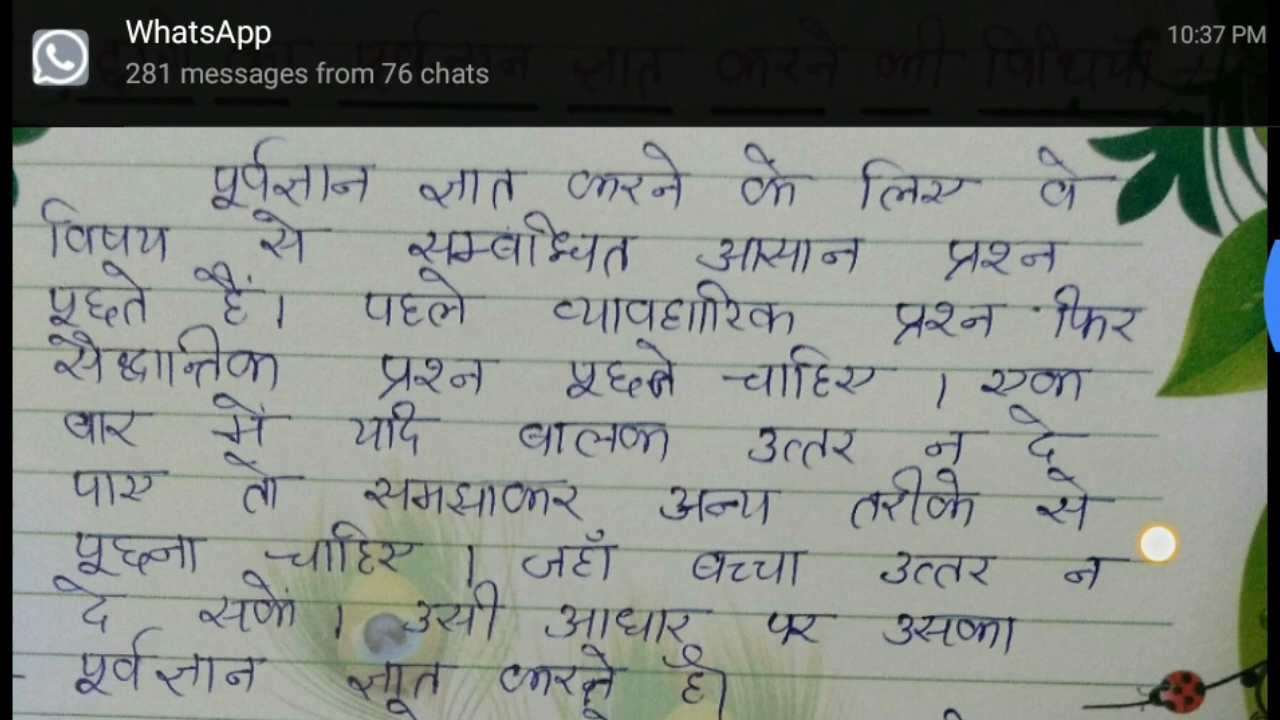 WhatsApp
10:37 PM
281 messages from 76 chats
पूर्वज्ञान ज्ञात करने की विधियाँ :-
पूर्वज्ञान ज्ञात करने के लिए वे
विषय से सम्बंन्धित आसान प्रश्न
पूछते हैं। पहले व्यावहारिक प्रश्न फिर
सैद्धान्तिक प्रश्न पूछने चाहिए । एक
बार में यदि बालक उत्तर न दे
पाए तो समझाकर अन्य तरीके से
पूछना चाहिए । जहाँ बच्चा उत्तर न
दे सकें । उसी आधार पर उसका
पूर्वज्ञान ज्ञात करते है।